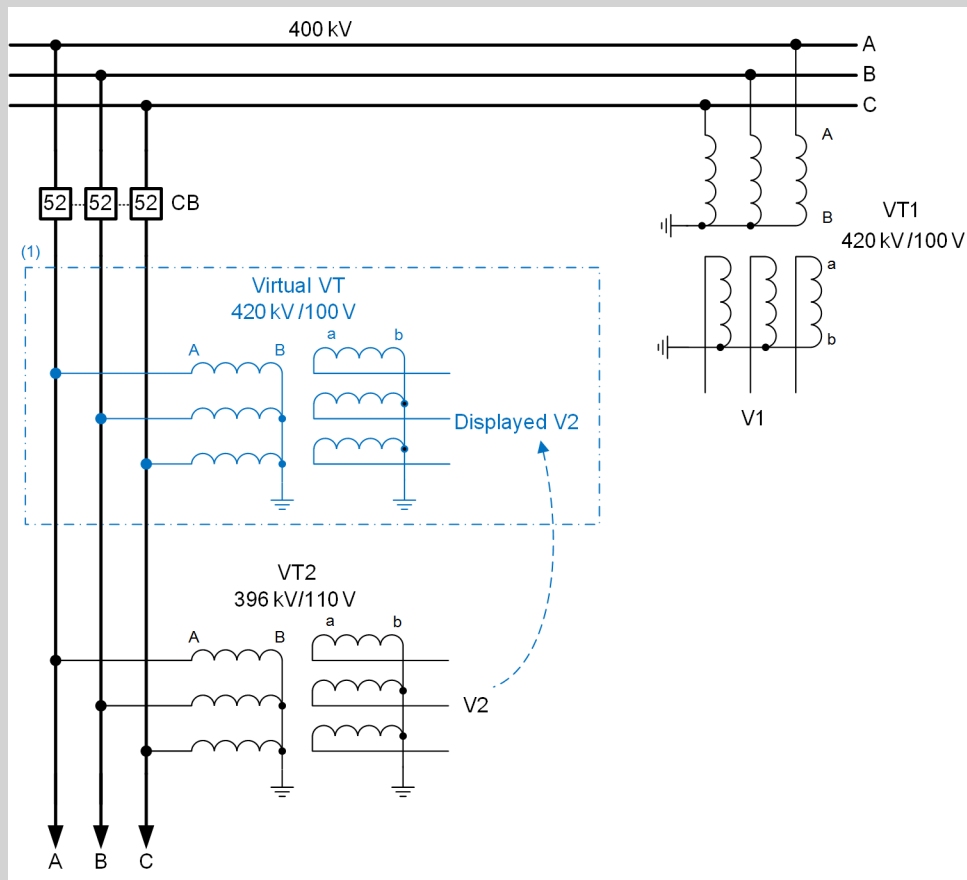 400 kV
A
B
C
A
52
52
52
CB
VT1
B
420 kV/100 V
(1)
Virtual VT
420 kV/100 V
a
a
b
b
A
B
V1
Displayed V2
VT2
396 kV/110 V
a
b
A
B
V2
A
B
C